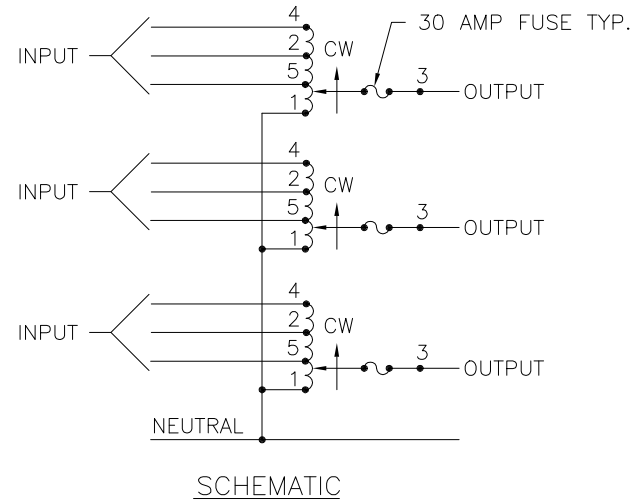 4
30 AMP FUSE TYP.
INPUT
2
CW
5
3
OUTPUT
1
4
INPUT
2
CW
5
3
OUTPUT
1
4
INPUT
2
CW
5
3
OUTPUT
1
NEUTRAL
SCHEMATIC